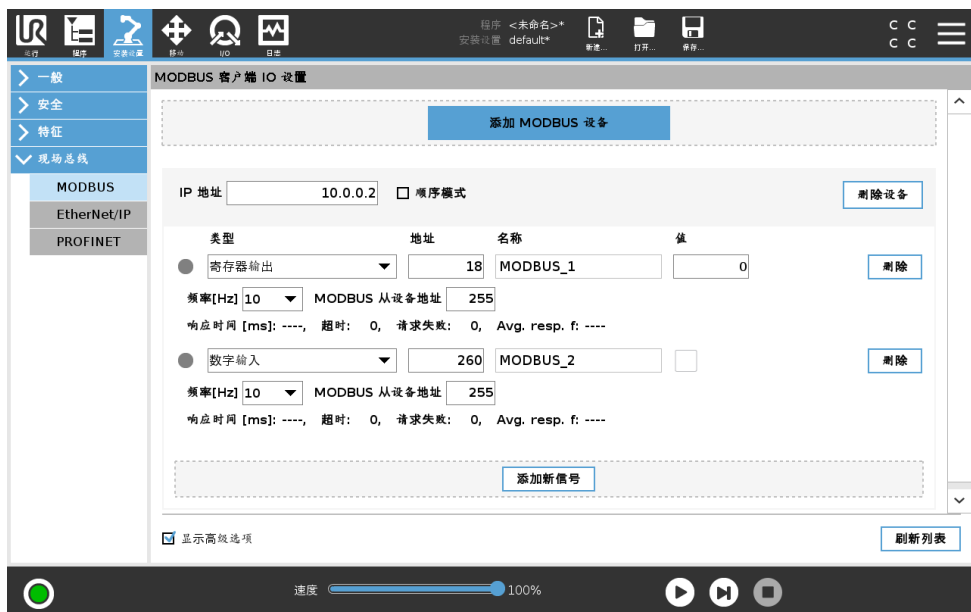 程序 <未命名>*
安装设置 default*
C C
C C
运行 程序 安装设置 移动 I/O 日志 新建... 打开... 保存...
一般
安全
特征
现场总线
MODBUS
EtherNet/IP
PROFINET
MODBUS 客户端 IO 设置
添加 MODBUS 设备
IP 地址 10.0.0.2 顺序模式 删除设备
类型 地址 名称 值
寄存器输出 18 MODBUS_1 0 删除
频率[Hz] 10 MODBUS 从设备地址 255
响应时间 [ms]: ----, 超时: 0, 请求失败: 0, Avg. resp. f: ----
数字输入 260 MODBUS_2 删除
频率[Hz] 10 MODBUS 从设备地址 255
响应时间 [ms]: ----, 超时: 0, 请求失败: 0, Avg. resp. f: ----
添加新信号
显示高级选项 刷新列表
速度 100%